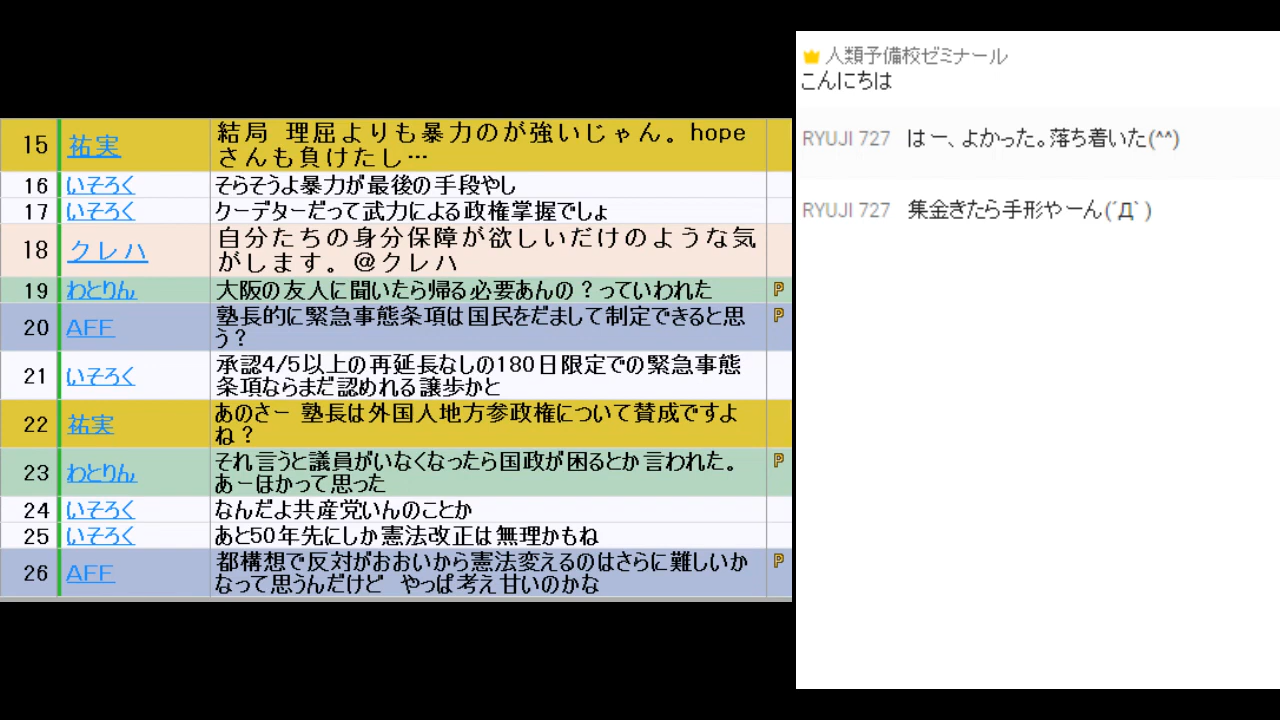 15 祐実 結局 理屈よりも暴力のが強いじゃん。hope
さんも負けたし…
16 いそろく そらそうよ暴力が最後の手段やし
17 いそろく クーデターだって武力による政権掌握でしょ
18 クレハ 自分たちの身分保障が欲しいだけのような気
がします。@クレハ
19 わとりん 大阪の友人に聞いたら帰る必要あんの？っていわれた P
20 AFF 塾長的に緊急事態条項は国民をだまして制定できると思 P
う？
21 いそろく 承認4/5以上の再延長なしの180日限定での緊急事態
条項ならまだ認めれる譲歩かと
22 祐実 あのさー 塾長は外国人地方参政権について賛成ですよ
ね？
23 わとりん それ言うと議員がいなくなったら国政が困るとか言われた。 P
あーほかって思った
24 いそろく なんだよ共産党いんのことか
25 いそろく あと50年先にしか憲法改正は無理かもね
26 AFF 都構想で反対がおおいから憲法変えるのはさらに難しいか P
なって思うんだけど やっぱ考え甘いのかな
人類予備校ゼミナール
こんにちは
RYUJI 727 はー、よかった。落ち着いた(^^)
RYUJI 727 集金きたら手形やーん(´Д`)